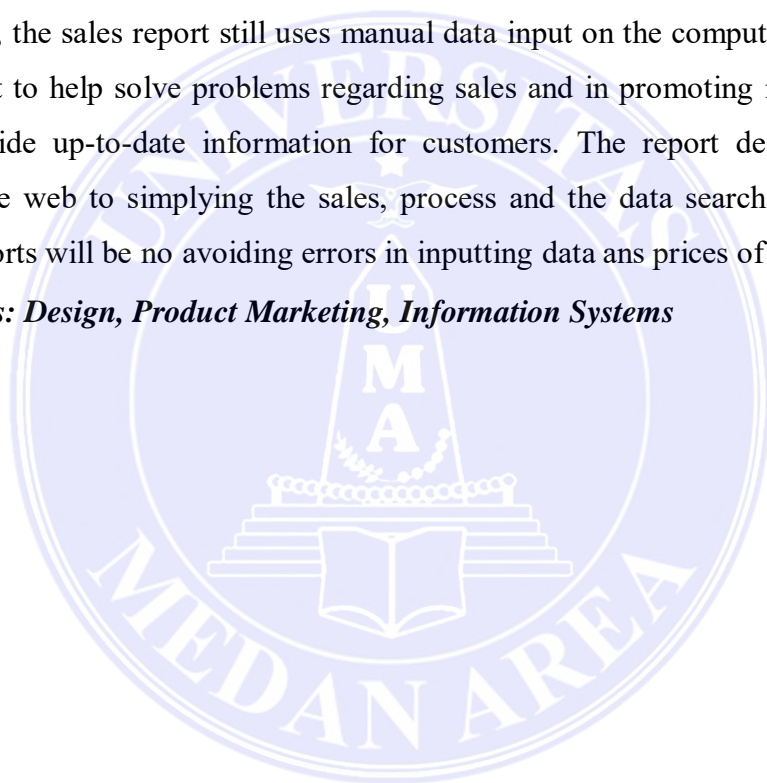 , the sales report still uses manual data input on the comput
t to help solve problems regarding sales and in promoting
ide up-to-date information for customers. The report de
e web to simplying the sales, process and the data search
orts will be no avoiding errors in inputting data ans prices of
s: Design, Product Marketing, Information Systems
UNIVERSITAS
U
M
A
MEDAN AREA